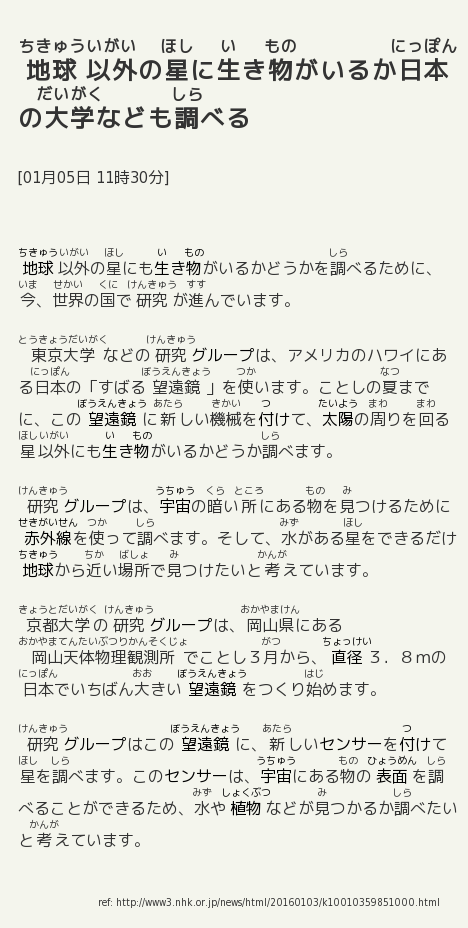 ちきゅういがい ほし い もの にっぽん
地球 以外の星に生き物がいるか日本
だいがく しら
の大学なども調べる
[01月05日 11時30分]
ちきゅういがい ほし い もの しら
地球 以外の星にも生き物がいるかどうかを調べるために、
いま せかい くに けんきゅう すす
今、世界の国で 研究 が進んでいます。
とうきょうだいがく けんきゅう
東京大学 などの 研究 グループは、アメリカのハワイにあ
にっぽん ぼうえんきょう つか なつ
る日本の「すばる 望遠鏡 」を使います。ことしの夏まで
ぼうえんきょう あたら きかい つ たいよう まわ まわ
に、この 望遠鏡 に新しい機械を付けて、太陽の周りを回る
ほしいがい い もの しら
星以外にも生き物がいるかどうか調べます。
けんきゅう うちゅう くら ところ もの み
研究 グループは、宇宙の暗い所にある物を見つけるために
せきがいせん つか しら みず ほし
赤外線を使って調べます。そして、水がある星をできるだけ
ちきゅう ちか ばしょ み かんが
地球から近い場所で見つけたいと考えています。
きょうとだいがく けんきゅう おかやまけん
京都大学の 研究 グループは、岡山県にある
おかやまてんたいぶつりかんそくじょ がつ ちょっけい
岡山天体物理観測所 でことし３月から、直径 ３．８ｍの
にっぽん おお ぼうえんきょう はじ
日本でいちばん大きい 望遠鏡 をつくり始めます。
けんきゅう ぼうえんきょう あたら つ
研究 グループはこの 望遠鏡 に、新しいセンサーを付けて
ほし しら うちゅう もの ひょうめん しら
星を調べます。このセンサーは、宇宙にある物の 表面 を調
みず しょくぶつ み しら
べることができるため、水や 植物 などが見つかるか調べたい
かんが
と考えています。
ref: http://www3.nhk.or.jp/news/html/20160103/k10010359851000.html